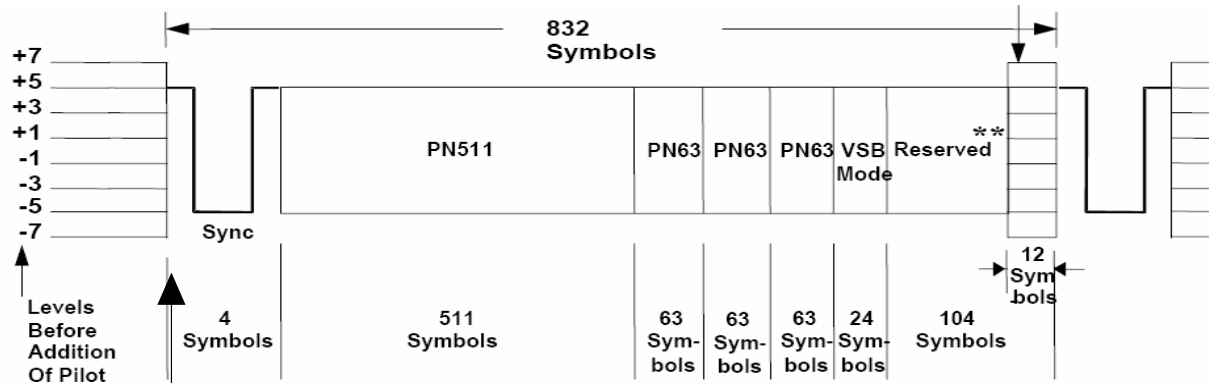 832
Symbols
+7
+5
+3
+1
-1
-3
-5
-7
PN511
PN63
PN63
PN63
VSB
Mode
Reserved
**
Sync
Levels
Before
Addition
Of Pilot
4
Symbols
511
Symbols
63
Sym-
bols
63
Sym-
bols
63
Sym-
bols
24
Sym-
bols
104
Symbols
12
Sym
bols